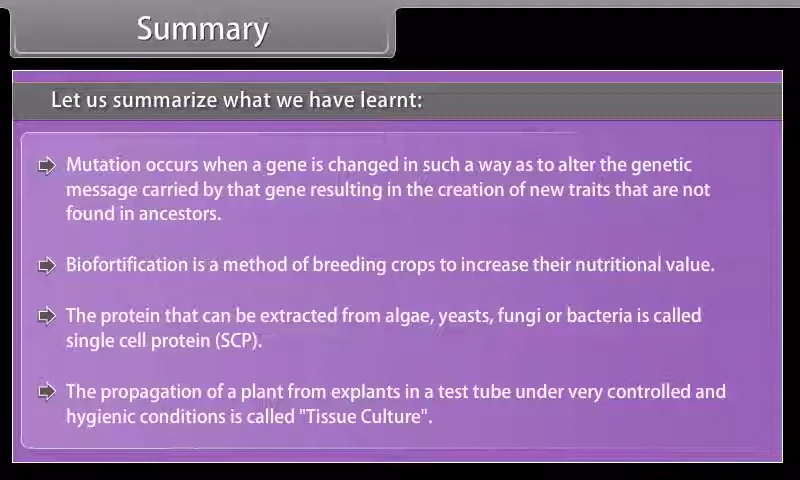 Summary
Let us summarize what we have learnt:
Mutation occurs when a gene is changed in such a way as to alter the genetic
message carried by that gene resulting in the creation of new traits that are not
found in ancestors.
Biofortification is a method of breeding crops to increase their nutritional value.
The protein that can be extracted from algae, yeasts, fungi or bacteria is called
single cell protein (SCP).
The propagation of a plant from explants in a test tube under very controlled and
hygienic conditions is called "Tissue Culture".